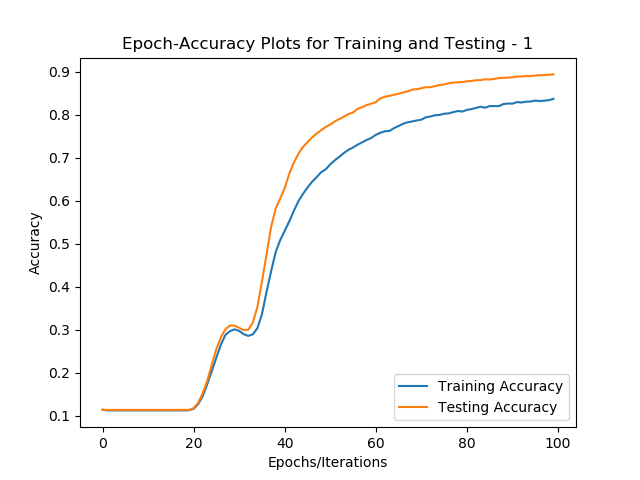 Epoch-Accuracy Plots for Training and Testing - 1
0.9
0.8
0.7
0.6
0.5
0.4
0.3
0.2
0.1
Accuracy
Training Accuracy
Testing Accuracy
0 20 40 60 80 100
Epochs/Iterations